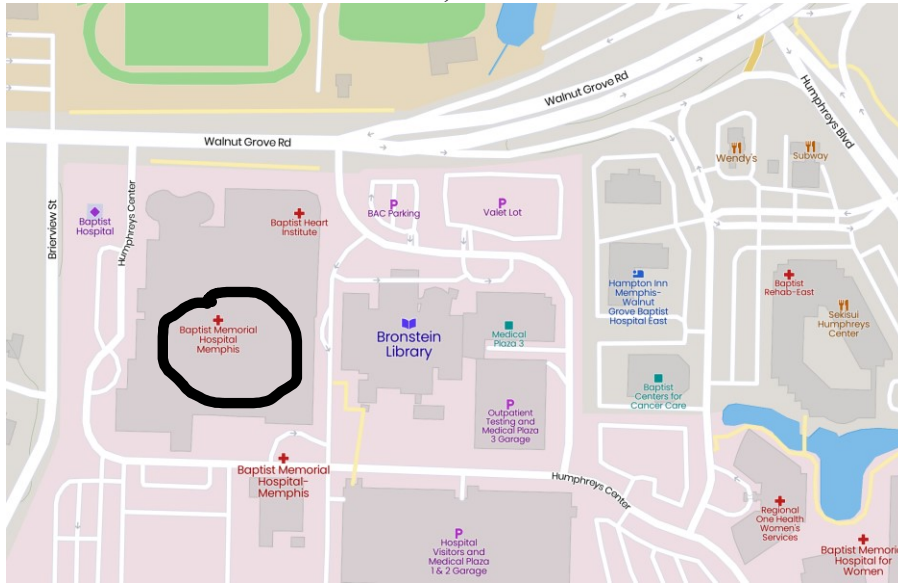 Walnut Grove Rd
Humphreys Blvd
Walnut Grove Rd
Wendy's
Subway
Brierview St
Humphreys Center
Baptist
Hospital
Baptist Heart
Institute
P
BAC Parking
P
Valet Lot
Hampton Inn
Memphis-
Walnut
Grove Baptist
Hospital East
Baptist
Rehab-East
Sekisui
Humphreys
Center
Baptist Memorial
Hospital
Memphis
Bronstein
Library
Medical
Plaza 3
Baptist
Centers for
Cancer Care
P
Outpatient
Testing and
Medical Plaza
3 Garage
Baptist Memorial
Hospital-
Memphis
Humphreys Center
Regional
One Health
Women's
Services
P
Hospital
Visitors and
Medical Plaza
1 & 2 Garage
Baptist Memori
Hospital for
Women